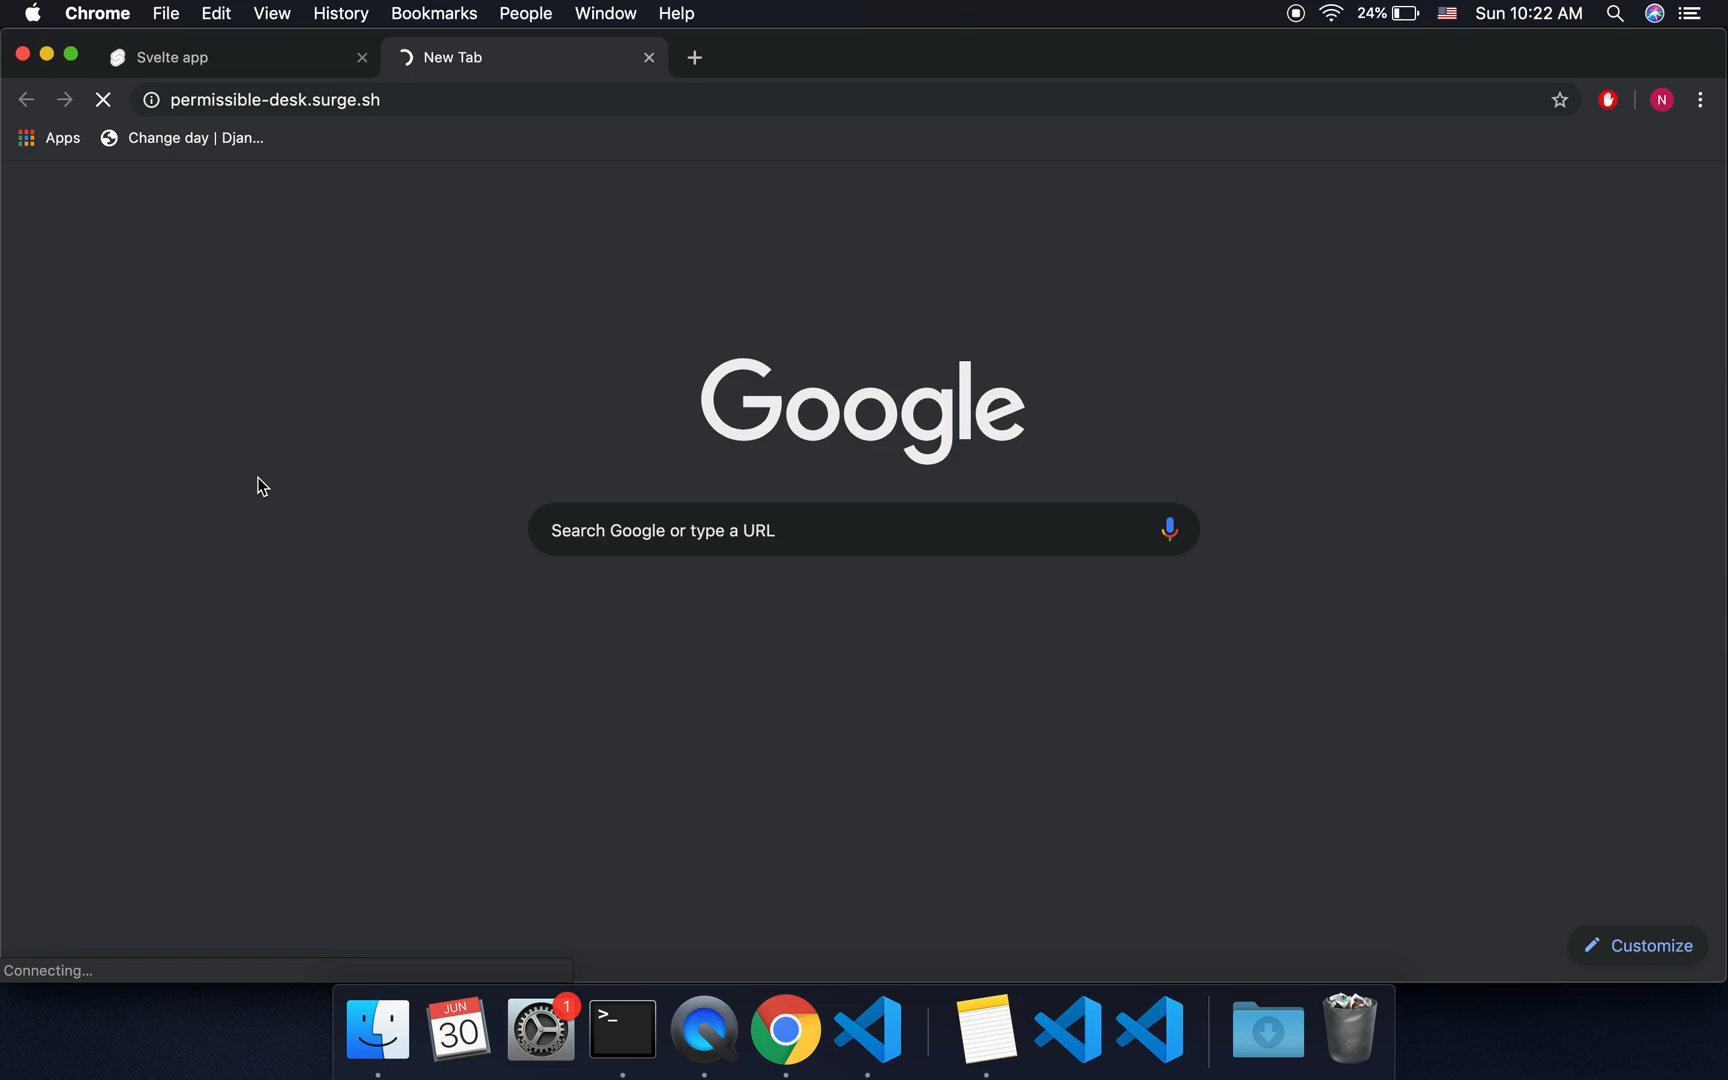 Chrome File Edit View History Bookmarks People Window Help 24% Sun 10:22 AM
Svelte app New Tab
permissible-desk.surge.sh N
Apps Change day | Djan...
Google
Search Google or type a URL
Customize
Connecting...
JUN
30
1
>_